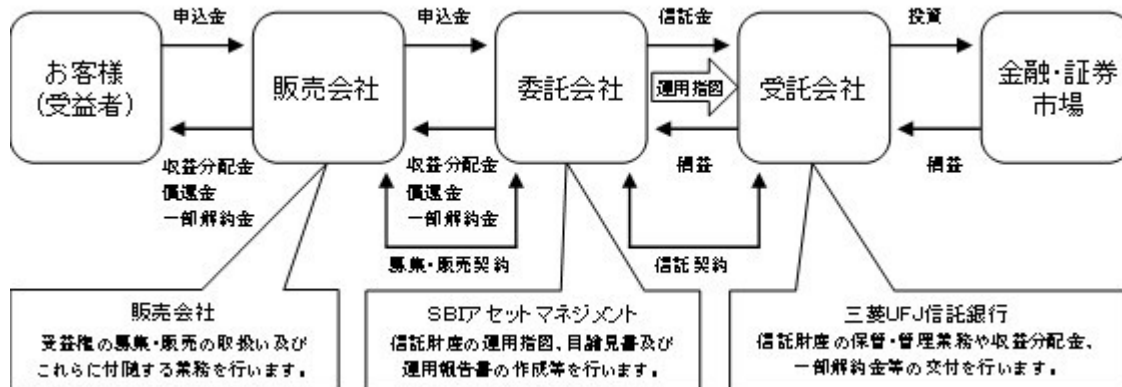 申込金
申込金
信託金
投資
お客様
(受益者)
販売会社
委託会社
運用指図
受託会社
金融・証券
市場
収益分配金
償還金
一部解約金
収益分配金
償還金
一部解約金
損益
損益
募集・販売契約
信託契約
販売会社
受益権の募集・販売の取扱い及び
これらに付随する業務を行います。
SBIアセットマネジメント
信託財産の運用指図、目論見書及び
運用報告書の作成等を行います。
三菱UFJ信託銀行
信託財産の保管・管理業務や収益分配金、
一部解約金等の交付を行います。